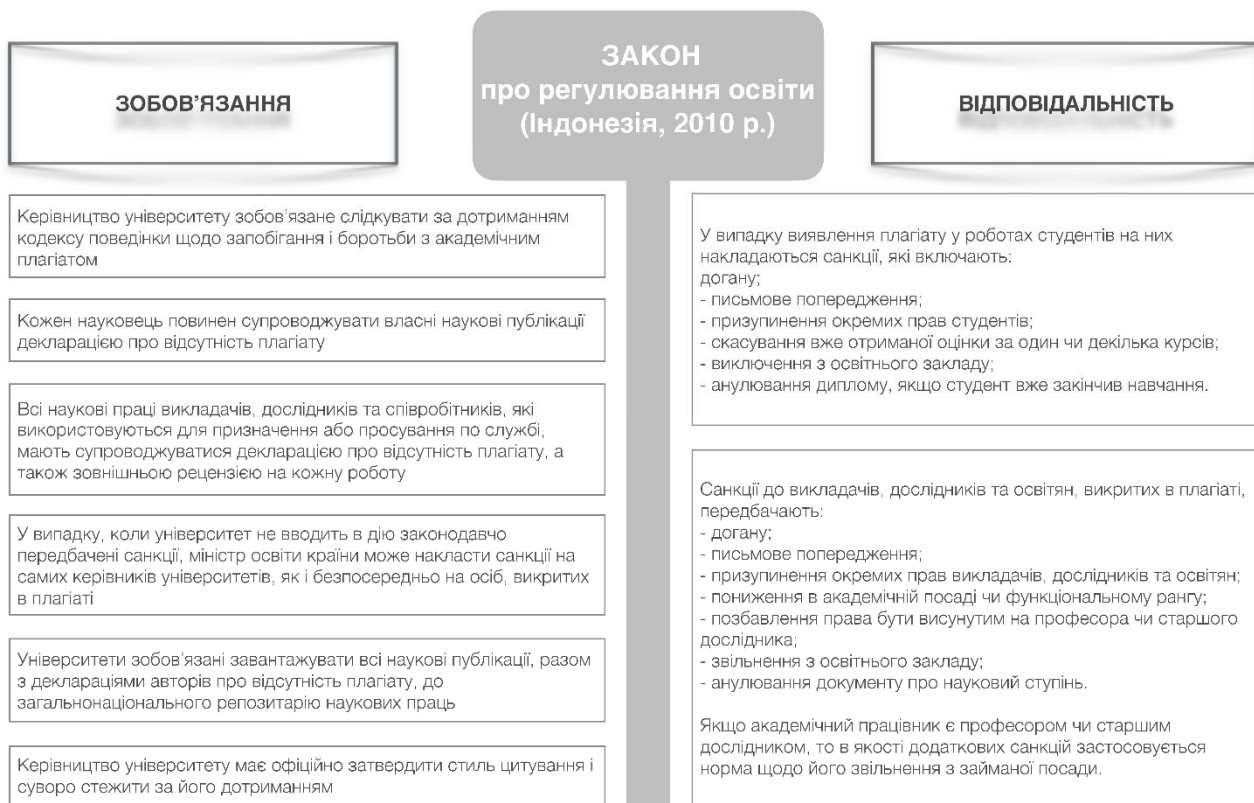 ЗАКОН
про регулювання освіти
(Індонезія, 2010 р.)
ЗОБОВ’ЯЗАННЯ
Керівництво університету зобов’язане слідкувати за дотриманням
кодексу поведінки щодо запобігання і боротьби з академічним
плагіатом
Кожен науковець повинен супроводжувати власні наукові публікації
декларацією про відсутність плагіату
Всі наукові праці викладачів, дослідників та співробітників, які
використовуються для призначення або просування по службі,
мають супроводжуватися декларацією про відсутність плагіату, а
також зовнішньою рецензією на кожну роботу
У випадку, коли університет не вводить в дію законодавчо
передбачені санкції, міністр освіти країни може накласти санкції на
самих керівників університетів, як і безпосередньо на осіб, викритих
в плагіаті
Університети зобов’язані завантажувати всі наукові публікації, разом
з деклараціями авторів про відсутність плагіату, до
загальнонаціонального репозитарію наукових праць
Керівництво університету має офіційно затвердити стиль цитування і
суворо стежити за його дотриманням
ВІДПОВІДАЛЬНІСТЬ
У випадку виявлення плагіату у роботах студентів на них
накладаються санкції, які включають:
догану;
- письмове попередження;
- призупинення окремих прав студентів;
- скасування вже отриманої оцінки за один чи декілька курсів;
- виключення з освітнього закладу;
- анулювання диплому, якщо студент вже закінчив навчання.
Санкції до викладачів, дослідників та освітян, викритих в плагіаті,
передбачають:
- догану;
- письмове попередження;
- призупинення окремих прав викладачів, дослідників та освітян;
- пониження в академічній посаді чи функціональному рангу;
- позбавлення права бути висунутим на професора чи старшого
дослідника;
- звільнення з освітнього закладу;
- анулювання документу про науковий ступінь.
Якщо академічний працівник є професором чи старшим
дослідником, то в якості додаткових санкцій застосовується
норма щодо його звільнення з займаної посади.